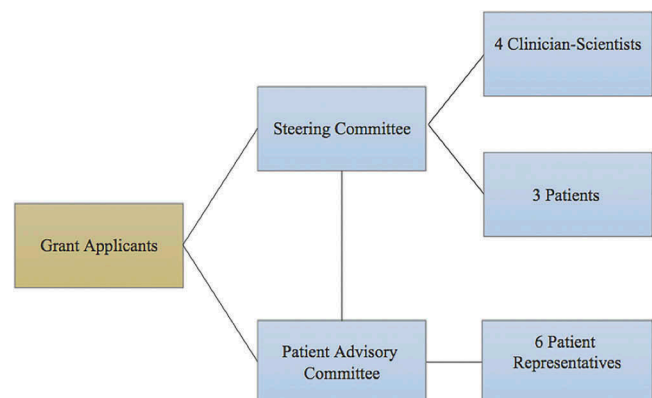 4 Clinician-Scientists
Steering Committee
3 Patients
Grant Applicants
Patient Advisory
Committee
6 Patient
Representatives